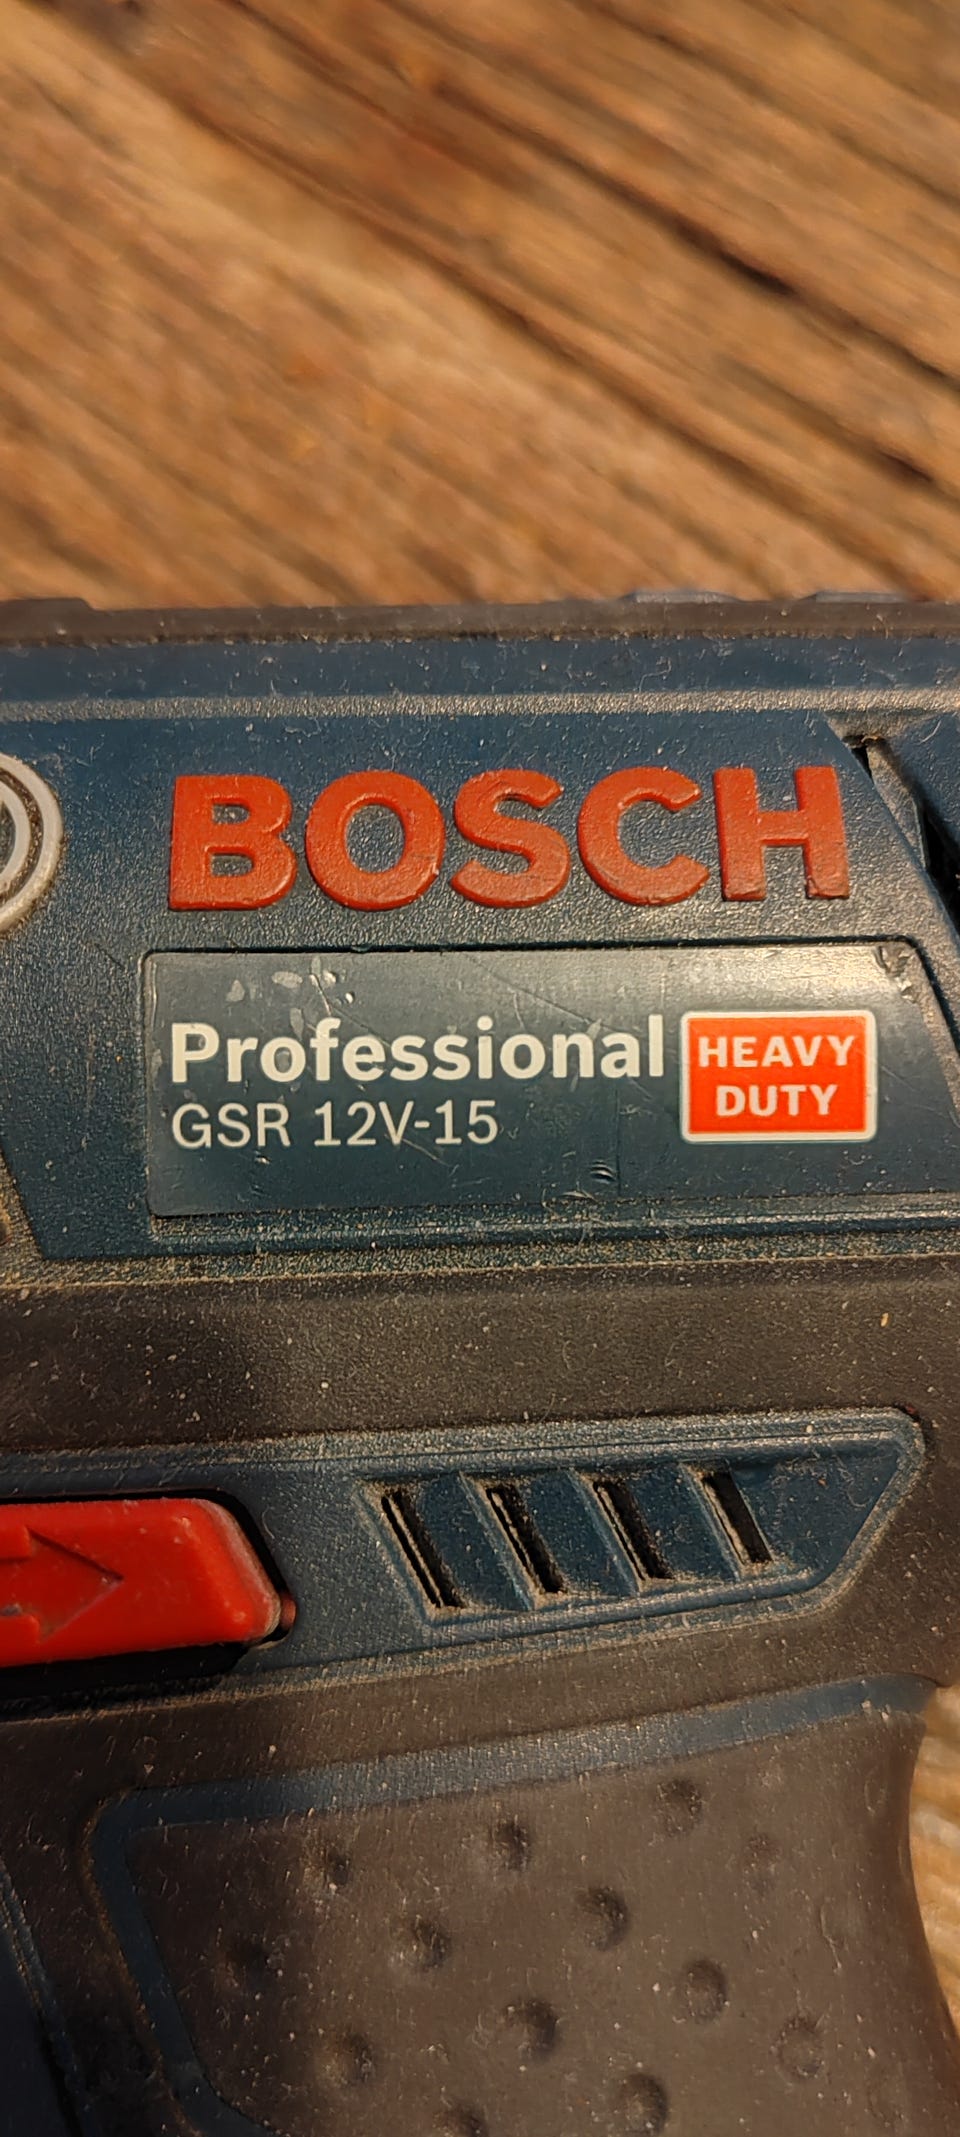 BOSCH
Professional
GSR 12V-15
HEAVY
DUTY